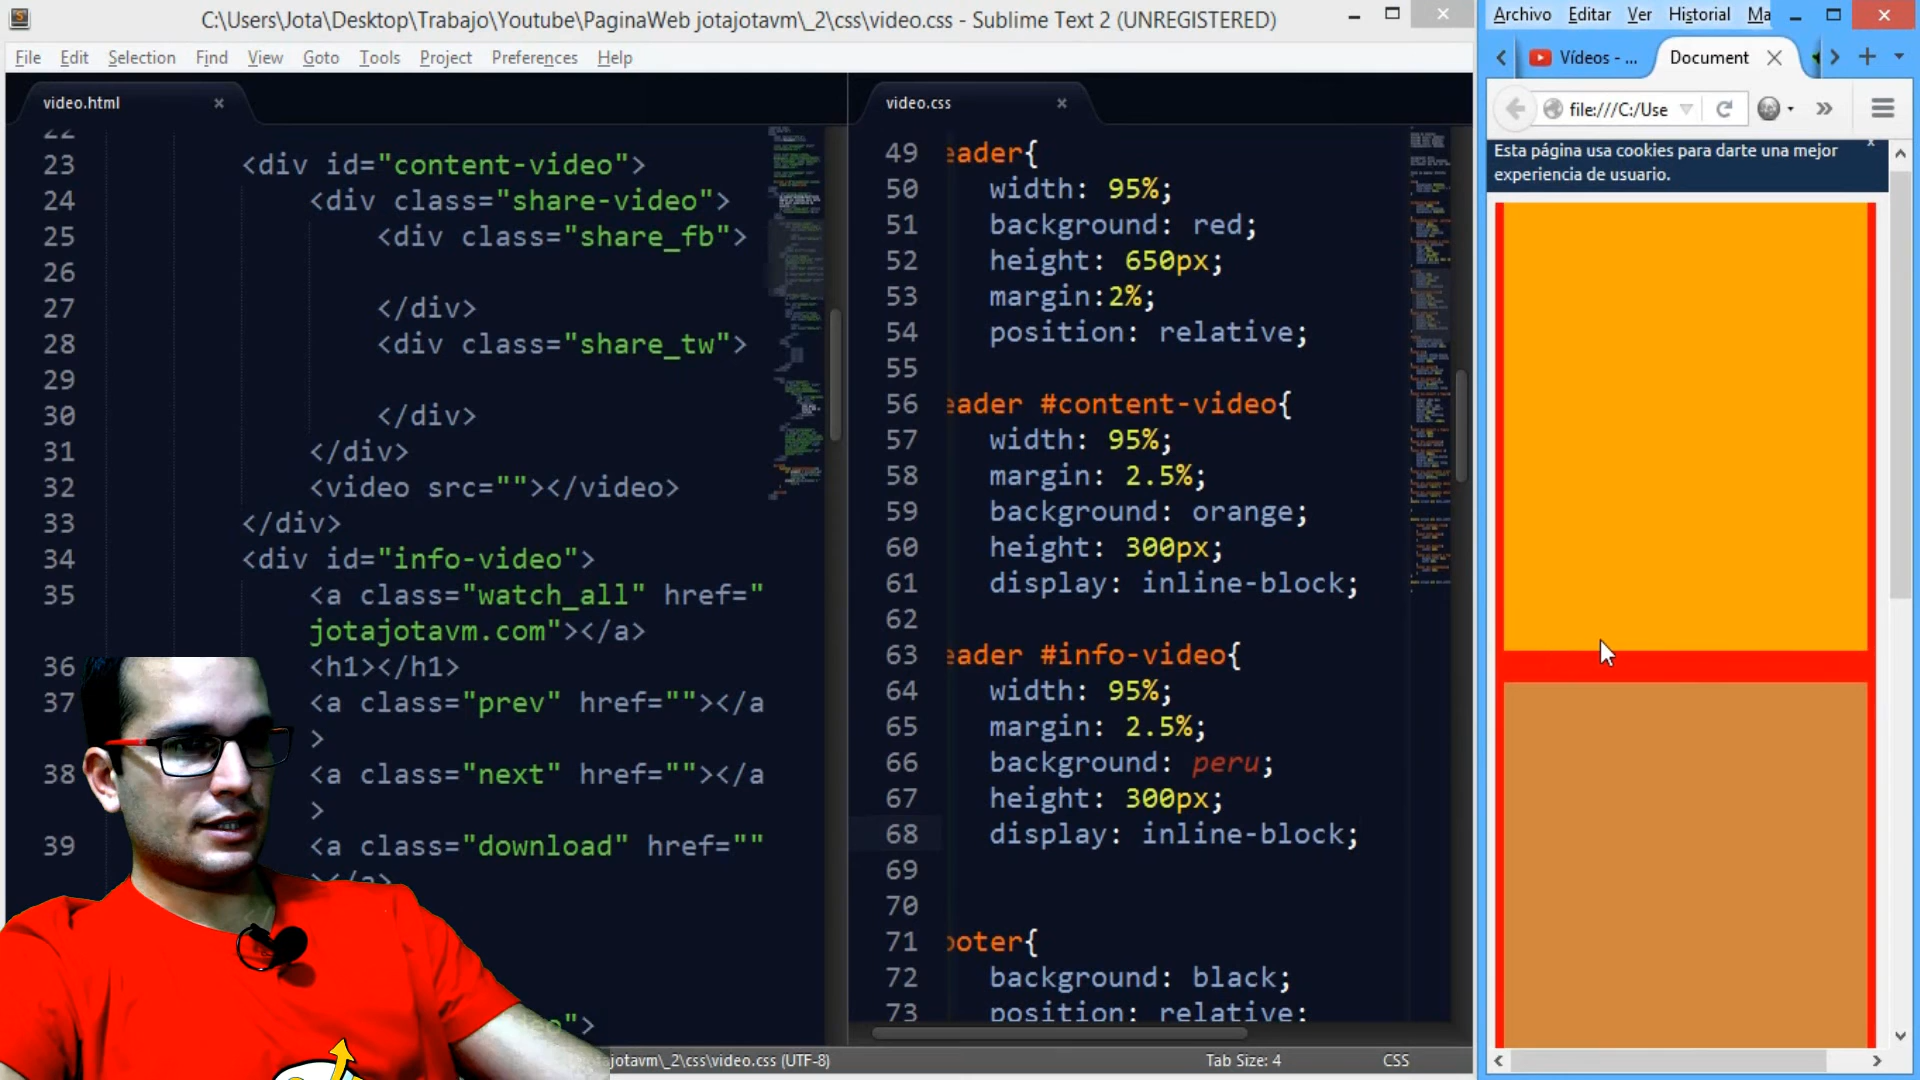 C:\Users\Jota\Desktop\Trabajo\Youtube\PaginaWeb jotajotavm\_2\css\video.css - Sublime Text 2 (UNREGISTERED)
File Edit Selection Find View Goto Tools Project Preferences Help
video.html
22
23 <div id="content-video">
24 <div class="share-video">
25 <div class="share_fb">
26
27 </div>
28 <div class="share_tw">
29
30 </div>
31 </div>
32 <video src=""></video>
33 </div>
34 <div id="info-video">
35 <a class="watch_all" href="
jotajotavm.com"></a>
36 <h1></h1>
37 <a class="prev" href=""></a
>
38 <a class="next" href=""></a
>
39 <a class="download" href=""
></a>
">
video.css
49 eader{
50 width: 95%;
51 background: red;
52 height: 650px;
53 margin:2%;
54 position: relative;
55
56 eader #content-video{
57 width: 95%;
58 margin: 2.5%;
59 background: orange;
60 height: 300px;
61 display: inline-block;
62
63 eader #info-video{
64 width: 95%;
65 margin: 2.5%;
66 background: peru;
67 height: 300px;
68 display: inline-block;
69
70
71 ooter{
72 background: black;
73 position: relative;
jotavm\_2\css\video.css (UTF-8)
Tab Size: 4
CSS
Archivo Editar Ver Historial Ma
Vídeos - ...
Document
file:///C:/Use
Esta página usa cookies para darte una mejor
experiencia de usuario.